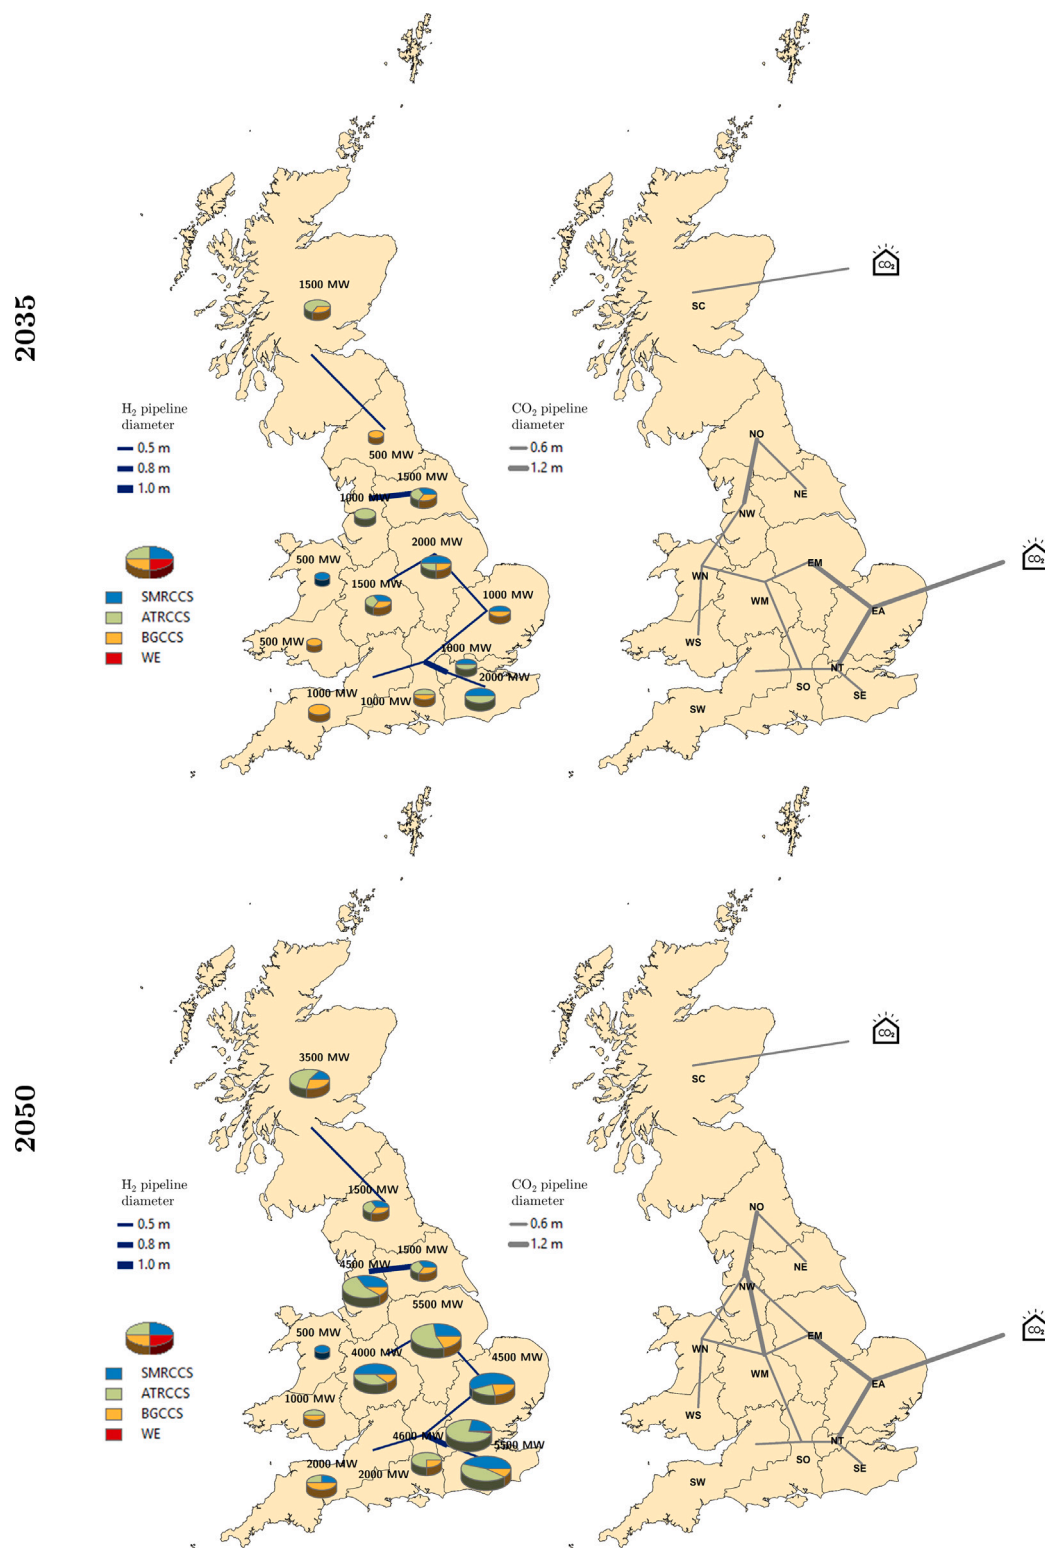 2035
1500 MW
H₂ pipeline
diameter
0.5 m
0.8 m
1.0 m
500 MW
1500 MW
1000 MW
2000 MW
500 MW
1500 MW
1000 MW
SMRCCS
ATRCCS
BGCCS
WE
500 MW
1000 MW
2000 MW
1000 MW
1000 MW
CO₂
SC
CO₂ pipeline
diameter
0.6 m
1.2 m
NO
NE
NW
CO₂
EM
WN
WM
EA
WS
NT
SO
SE
SW
2050
3500 MW
H₂ pipeline
diameter
0.5 m
0.8 m
1.0 m
1500 MW
1500 MW
4500 MW
5500 MW
500 MW
4000 MW
4500 MW
SMRCCS
ATRCCS
BGCCS
WE
1000 MW
4600 MW
5500 MW
2000 MW
2000 MW
CO₂
SC
CO₂ pipeline
diameter
0.6 m
1.2 m
NO
NE
NW
CO₂
EM
WN
WM
EA
WS
NT
SO
SE
SW